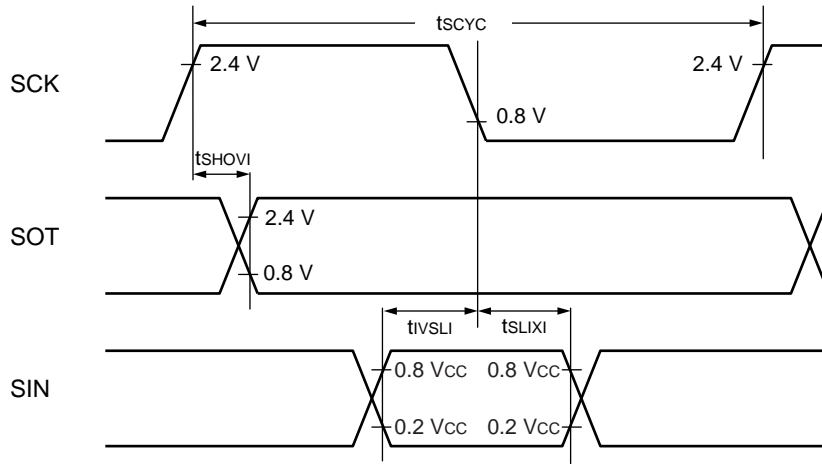 tSCYC
SCK
2.4 V
2.4 V
0.8 V
tSHOVI
SOT
2.4 V
0.8 V
tIVSLI
tSLIXI
SIN
0.8 VCC
0.8 VCC
0.2 VCC
0.2 VCC